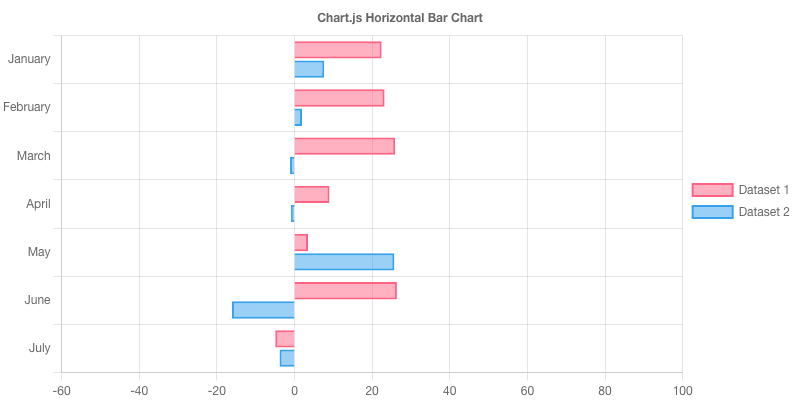 Chart.js Horizontal Bar Chart
January
February
March
April
May
June
July
-60 -40 -20 0 20 40 60 80 100
Dataset 1
Dataset 2